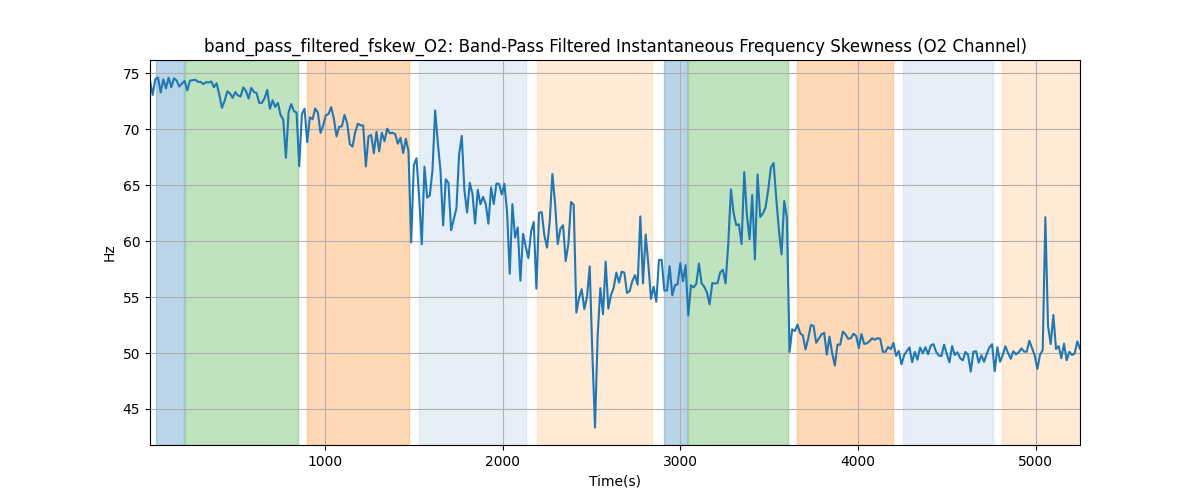 band_pass_filtered_fskew_O2: Band-Pass Filtered Instantaneous Frequency Skewness (O2 Channel)
75
70
65
60
55
50
45
Hz
1000 2000 3000 4000 5000
Time(s)